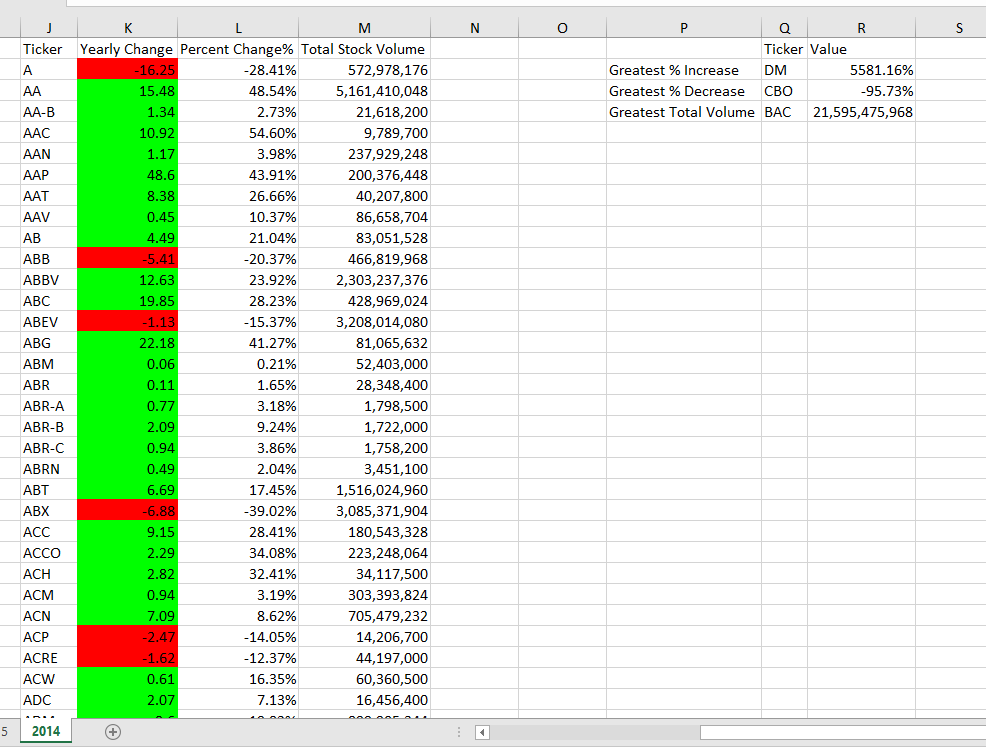 J K L M N O P Q R S
Ticker Yearly Change Percent Change% Total Stock Volume Ticker Value
A -16.25 -28.41% 572,978,176 Greatest % Increase DM 5581.16%
AA 15.48 48.54% 5,161,410,048 Greatest % Decrease CBO -95.73%
AA-B 1.34 2.73% 21,618,200 Greatest Total Volume BAC 21,595,475,968
AAC 10.92 54.60% 9,789,700
AAN 1.17 3.98% 237,929,248
AAP 48.6 43.91% 200,376,448
AAT 8.38 26.66% 40,207,800
AAV 0.45 10.37% 86,658,704
AB 4.49 21.04% 83,051,528
ABB -5.41 -20.37% 466,819,968
ABBV 12.63 23.92% 2,303,237,376
ABC 19.85 28.23% 428,969,024
ABEV -1.13 -15.37% 3,208,014,080
ABG 22.18 41.27% 81,065,632
ABM 0.06 0.21% 52,403,000
ABR 0.11 1.65% 28,348,400
ABR-A 0.77 3.18% 1,798,500
ABR-B 2.09 9.24% 1,722,000
ABR-C 0.94 3.86% 1,758,200
ABRN 0.49 2.04% 3,451,100
ABT 6.69 17.45% 1,516,024,960
ABX -6.88 -39.02% 3,085,371,904
ACC 9.15 28.41% 180,543,328
ACCO 2.29 34.08% 223,248,064
ACH 2.82 32.41% 34,117,500
ACM 0.94 3.19% 303,393,824
ACN 7.09 8.62% 705,479,232
ACP -2.47 -14.05% 14,206,700
ACRE -1.62 -12.37% 44,197,000
ACW 0.61 16.35% 60,360,500
ADC 2.07 7.13% 16,456,400
5 2014